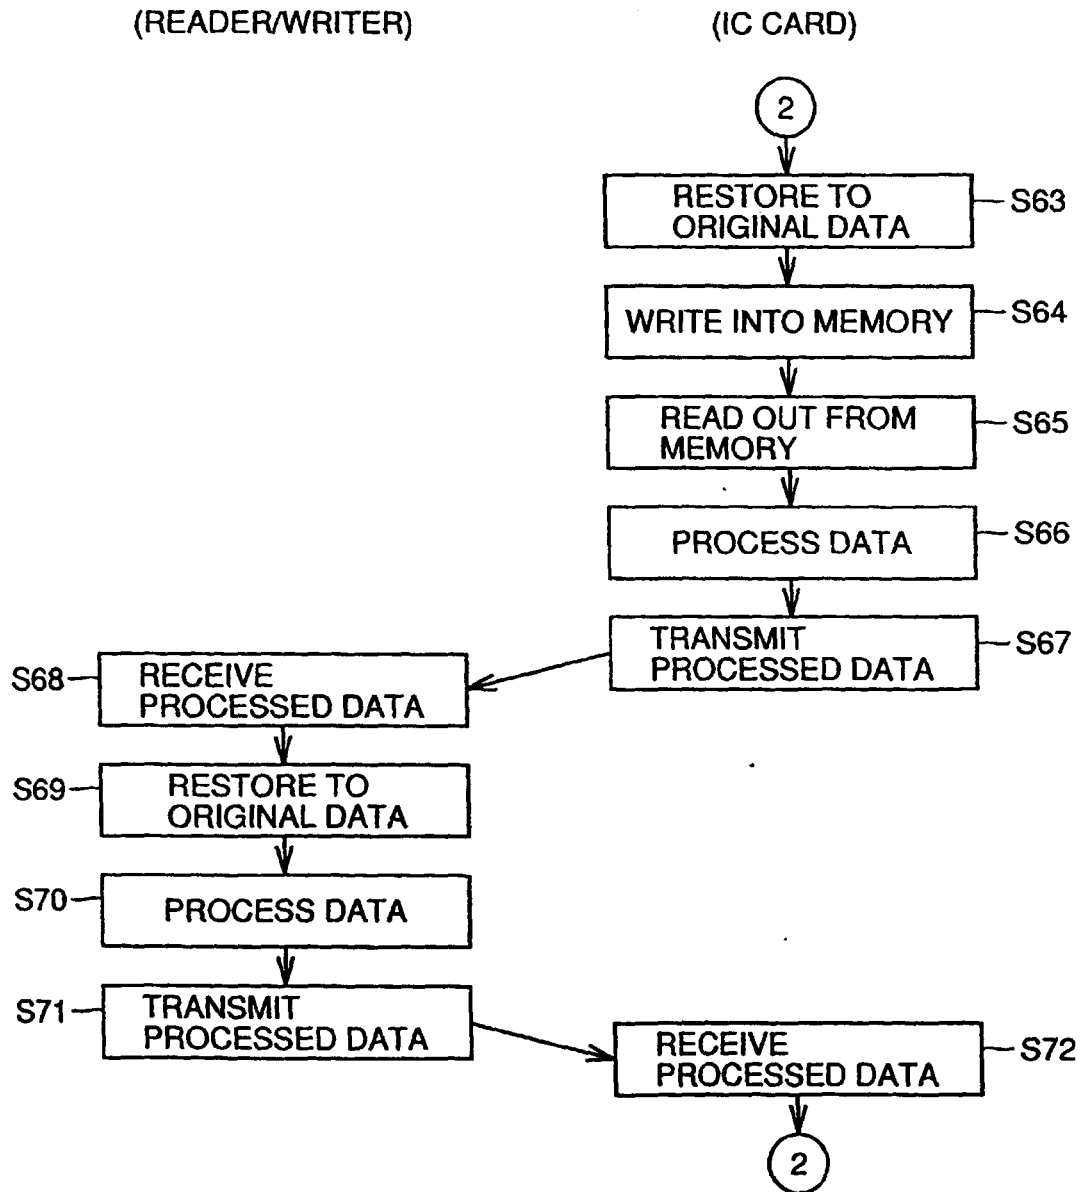 (READER/WRITER)
(IC CARD)
2
RESTORE TO
ORIGINAL DATA
S63
WRITE INTO MEMORY
S64
READ OUT FROM
MEMORY
S65
PROCESS DATA
S66
TRANSMIT
PROCESSED DATA
S67
S68
RECEIVE
PROCESSED DATA
S69
RESTORE TO
ORIGINAL DATA
S70
PROCESS DATA
S71
TRANSMIT
PROCESSED DATA
RECEIVE
PROCESSED DATA
S72
2